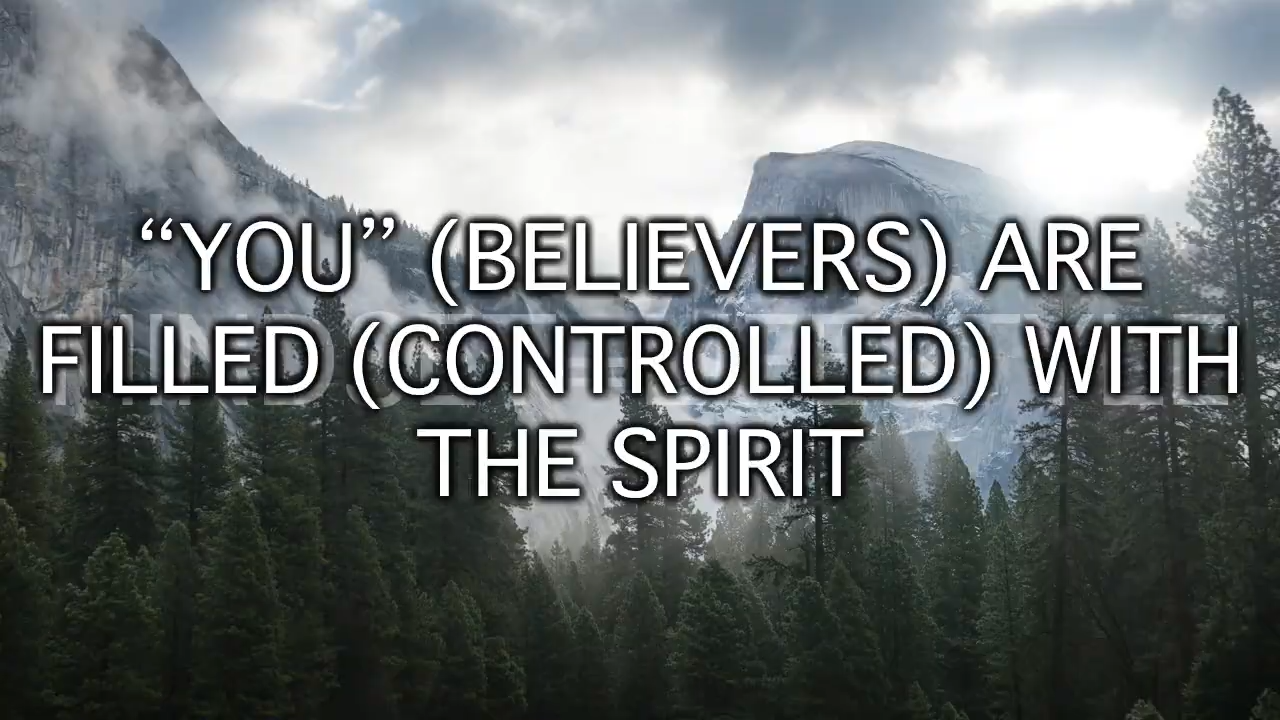 “YOU” (BELIEVERS) ARE
FILLED (CONTROLLED) WITH
THE SPIRIT